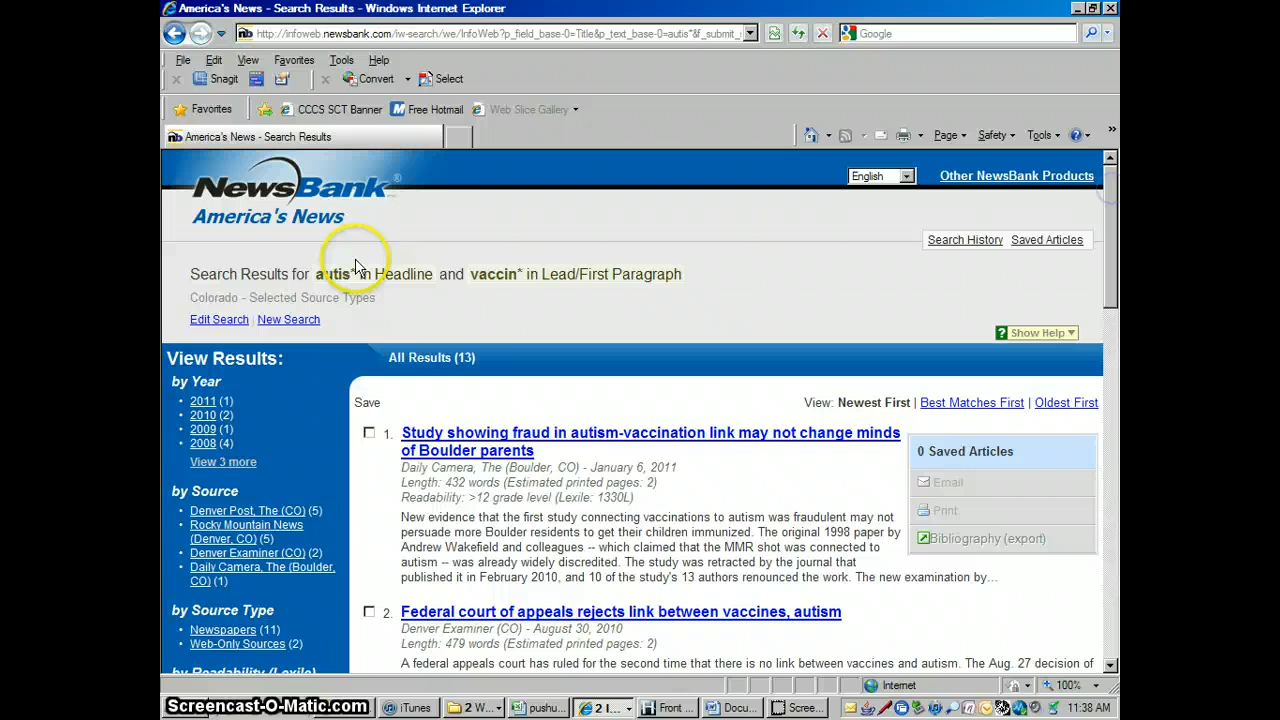 America's News - Search Results - Windows Internet Explorer
http://infoweb.newsbank.com/iw-search/we/InfoWeb?p_field_base-0=Title&p_text_base-0=autis*&f_submit_
Google
File Edit View Favorites Tools Help
Snagit Convert Select
Favorites CCCS SCT Banner Free Hotmail Web Slice Gallery
America's News - Search Results
Page Safety Tools
NewsBank
English Other NewsBank Products
America's News
Search History Saved Articles
Search Results for autis* in Headline and vaccin* in Lead/First Paragraph
Colorado - Selected Source Types
Edit Search | New Search
Show Help
View Results:
All Results (13)
by Year
2011 (1)
2010 (2)
2009 (1)
2008 (4)
View 3 more
by Source
Denver Post, The (CO) (5)
Rocky Mountain News
(Denver, CO) (5)
Denver Examiner (CO) (2)
Daily Camera, The (Boulder,
CO) (1)
by Source Type
Newspapers (11)
Web-Only Sources (2)
by Readability (Lexile)
Save
View: Newest First | Best Matches First | Oldest First
1. Study showing fraud in autism-vaccination link may not change minds
of Boulder parents
Daily Camera, The (Boulder, CO) - January 6, 2011
Length: 432 words (Estimated printed pages: 2)
Readability: >12 grade level (Lexile: 1330L)
New evidence that the first study connecting vaccinations to autism was fraudulent may not
persuade more Boulder residents to get their children immunized. The original 1998 paper by
Andrew Wakefield and colleagues -- which claimed that the MMR shot was connected to
autism -- was already widely discredited. The study was retracted by the journal that
published it in February 2010, and 10 of the study's 13 authors renounced the work. The new examination by...
0 Saved Articles
Email
Print
Bibliography (export)
2. Federal court of appeals rejects link between vaccines, autism
Denver Examiner (CO) - August 30, 2010
Length: 479 words (Estimated printed pages: 2)
A federal appeals court has ruled for the second time that there is no link between vaccines and autism. The Aug. 27 decision of
Internet 100%
Screencast-O-Matic.com
iTunes 2 W... pushu... 2 I... Front ... Docu... Scree... 11:38 AM